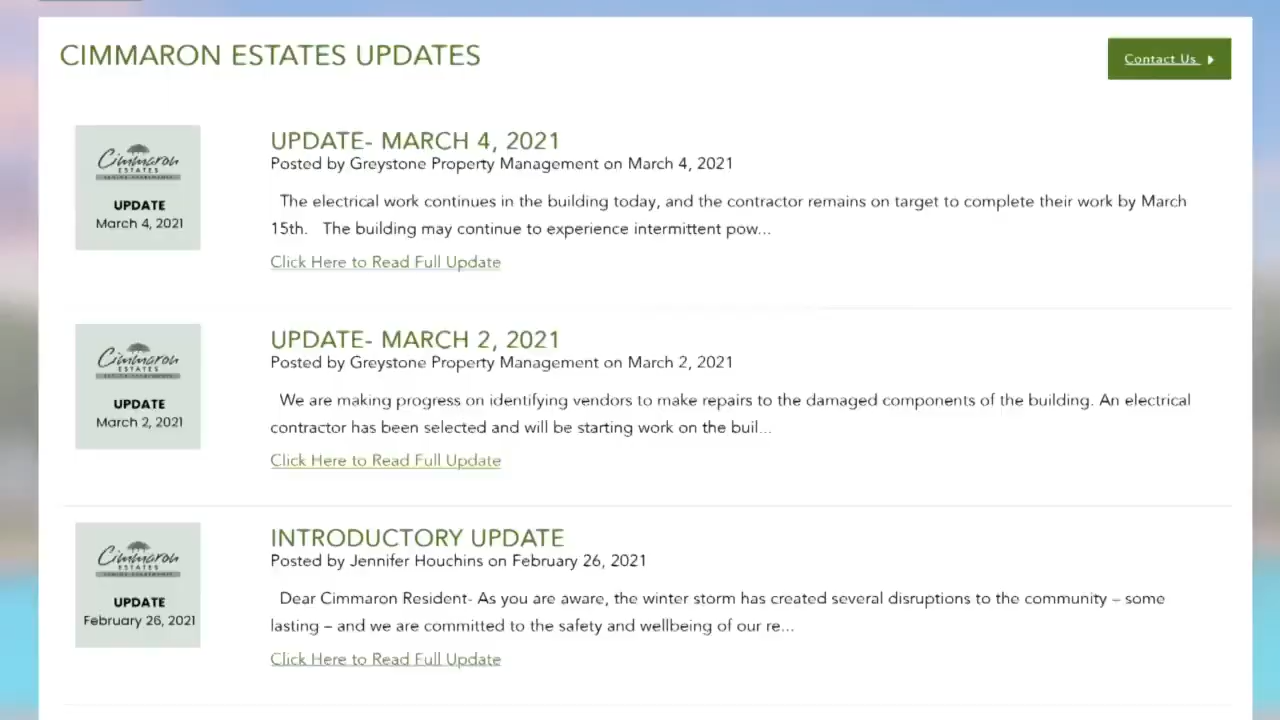 CIMMARON ESTATES UPDATES
Contact Us
Cimmaron
ESTATES
UPDATE
March 4, 2021
UPDATE- MARCH 4, 2021
Posted by Greystone Property Management on March 4, 2021
The electrical work continues in the building today, and the contractor remains on target to complete their work by March
15th. The building may continue to experience intermittent pow...
Click Here to Read Full Update
Cimmaron
ESTATES
UPDATE
March 2, 2021
UPDATE- MARCH 2, 2021
Posted by Greystone Property Management on March 2, 2021
We are making progress on identifying vendors to make repairs to the damaged components of the building. An electrical
contractor has been selected and will be starting work on the buil...
Click Here to Read Full Update
Cimmaron
ESTATES
UPDATE
February 26, 2021
INTRODUCTORY UPDATE
Posted by Jennifer Houchins on February 26, 2021
Dear Cimmaron Resident- As you are aware, the winter storm has created several disruptions to the community – some
lasting – and we are committed to the safety and wellbeing of our re...
Click Here to Read Full Update